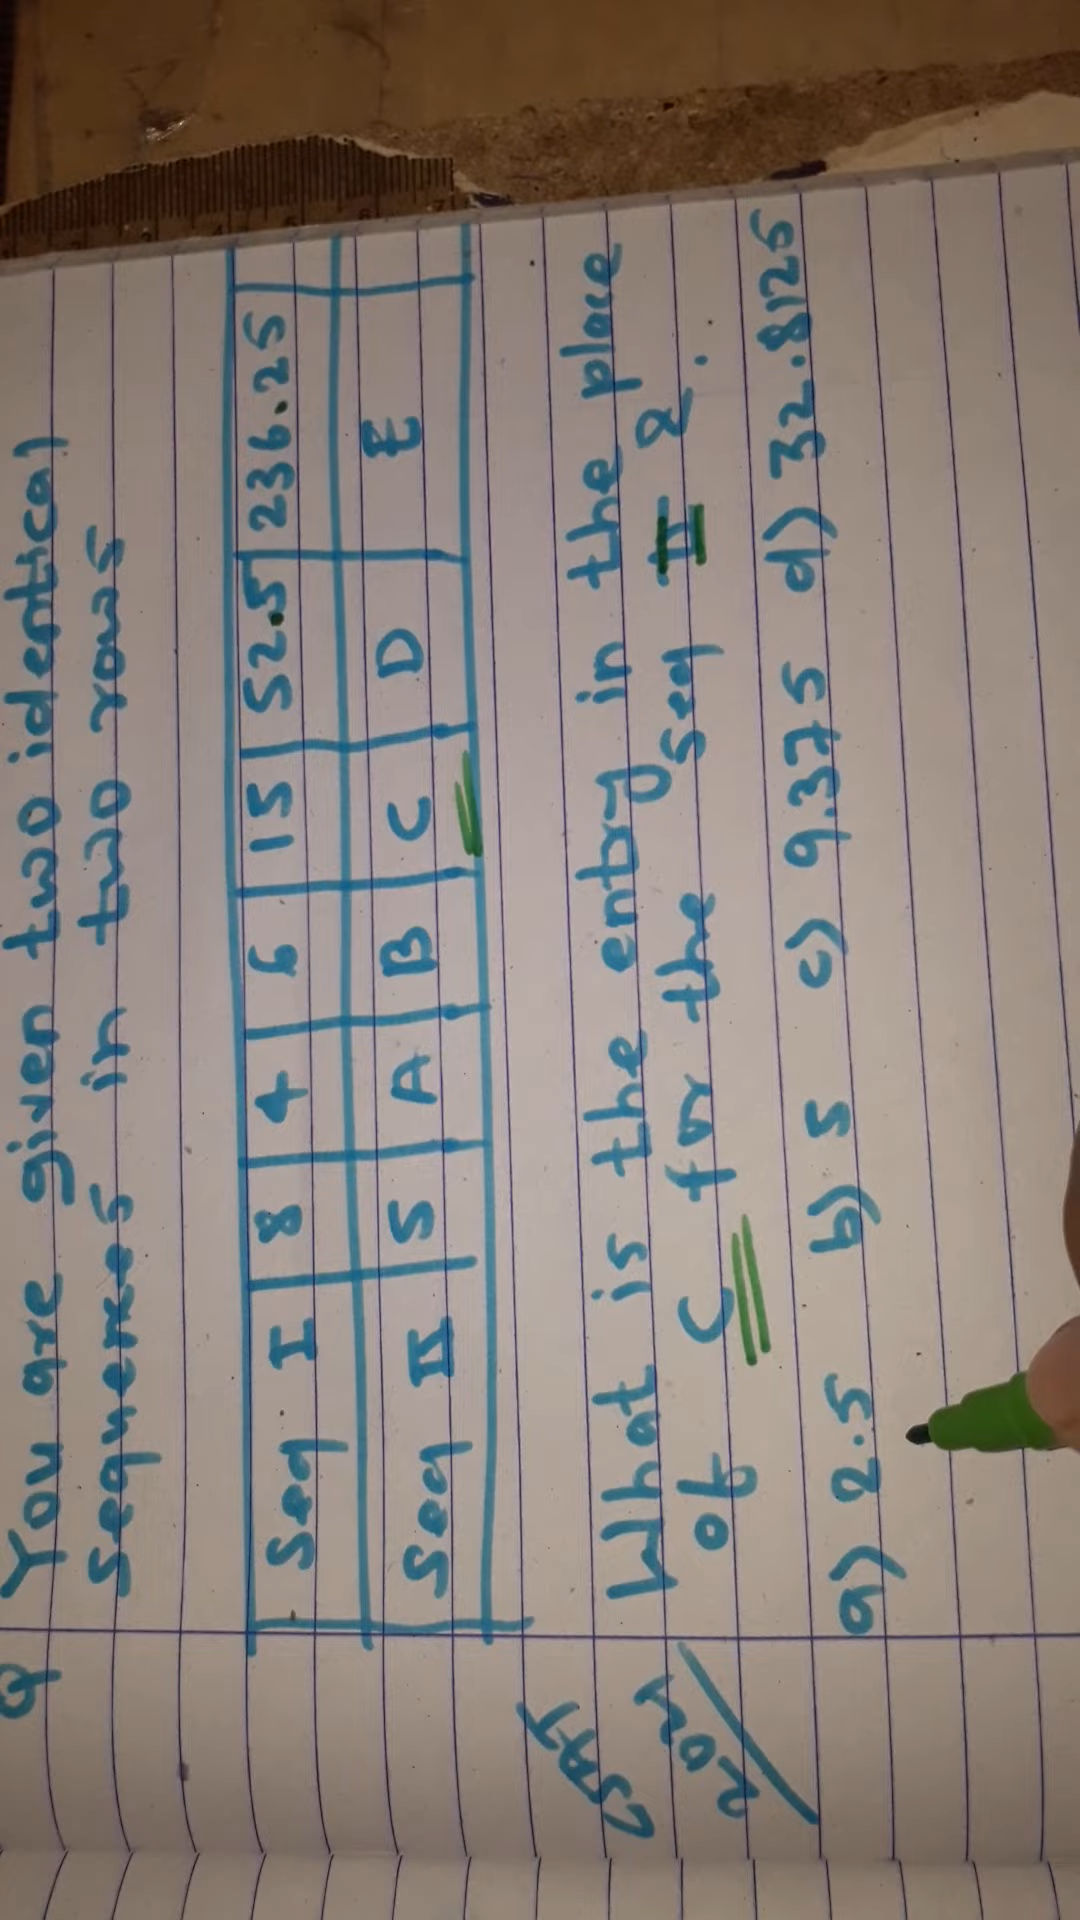 Q You are given two identical
sequences in two rows
Seq I 8 4 6 15 52.5 236.25
Seq II 5 A B C D E
What is the entry in the place
of C for the Seq II ?
CSAT
a) 2.5 b) 5 c) 9.375 d) 32.8125